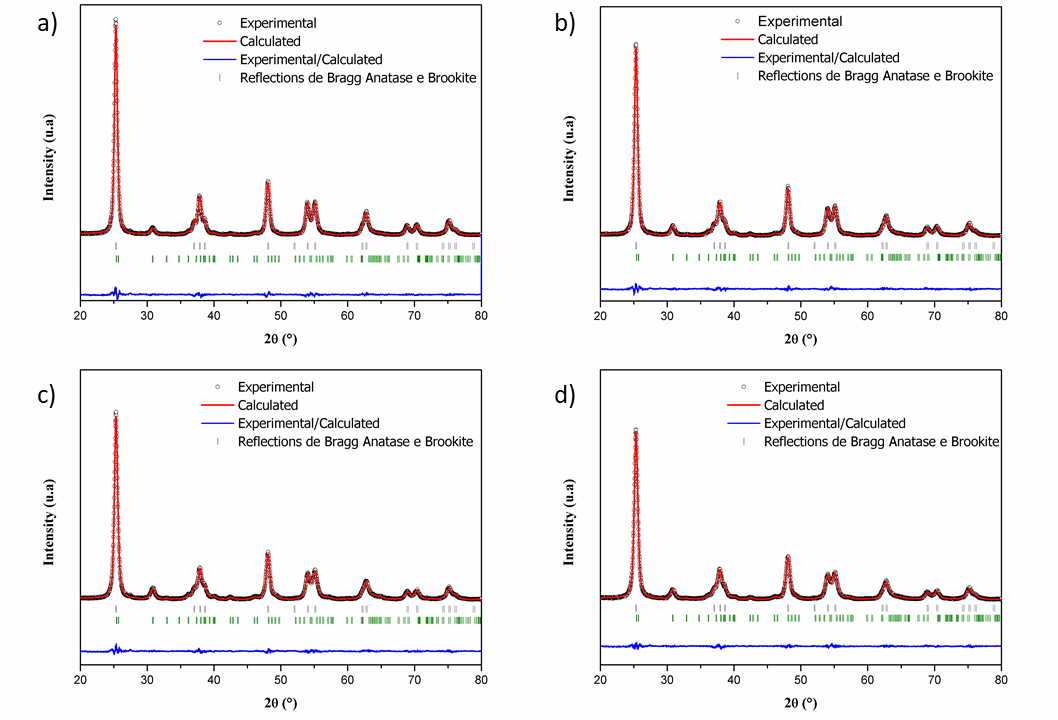 a)
Experimental
Calculated
Experimental/Calculated
Reflections de Bragg Anatase e Brookite
Intensity (u.a)
20 30 40 50 60 70 80
2θ (°)
b)
Experimental
Calculated
Experimental/Calculated
Reflections de Bragg Anatase e Brookite
Intensity (u.a)
20 30 40 50 60 70 80
2θ (°)
c)
Experimental
Calculated
Experimental/Calculated
Reflections de Bragg Anatase e Brookite
Intensity (u.a)
20 30 40 50 60 70 80
2θ (°)
d)
Experimental
Calculated
Experimental/Calculated
Reflections de Bragg Anatase e Brookite
Intensity (u.a)
20 30 40 50 60 70 80
2θ (°)